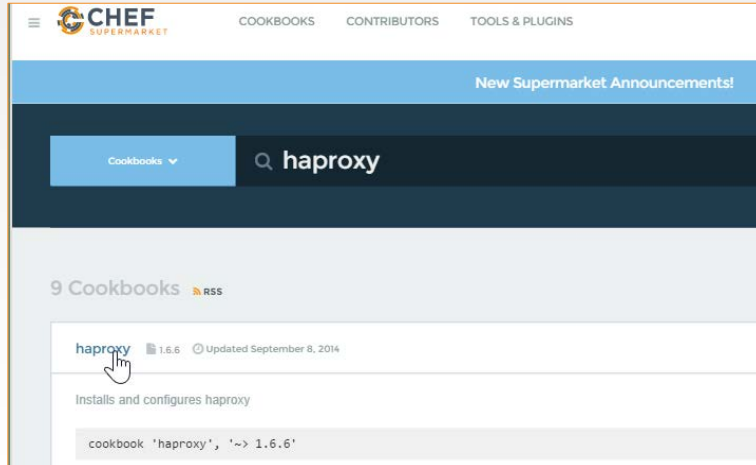 CHEF
SUPERMARKET
COOKBOOKS CONTRIBUTORS TOOLS & PLUGINS
New Supermarket Announcements!
Cookbooks haproxy
9 Cookbooks RSS
haproxy 1.6.6 Updated September 8, 2014
Installs and configures haproxy
cookbook 'haproxy', '~> 1.6.6'